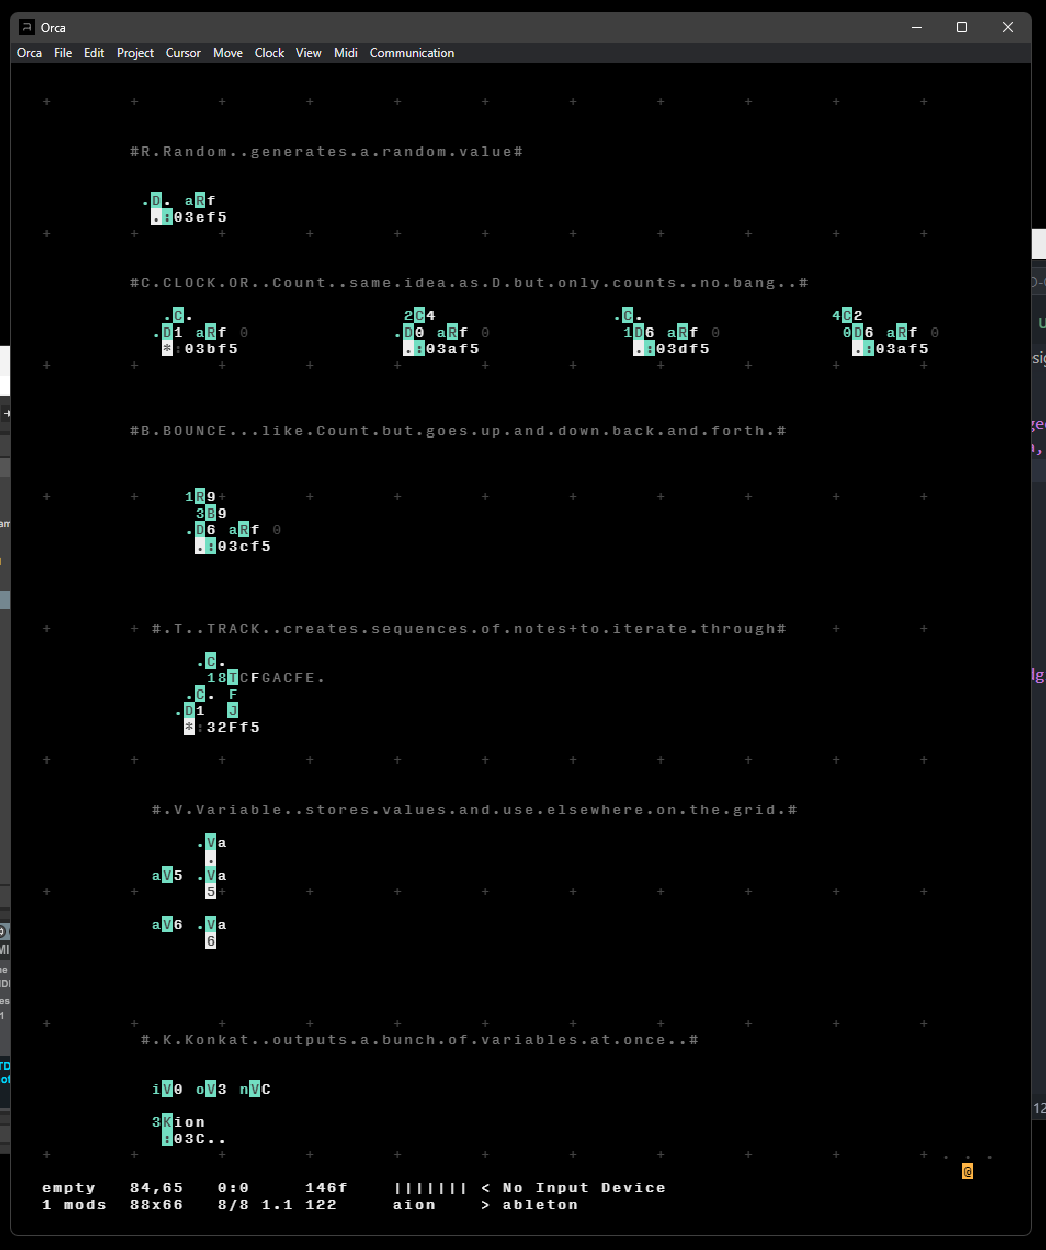 Orca
Orca File Edit Project Cursor Move Clock View Midi Communication
#R.Random..generates.a.random.value#
.D. aRf
.:03ef5
#C.CLOCK.OR..Count..same.idea.as.D.but.only.counts..no.bang..#
.C. 2C4 .C. 4C2
.D1 aRf 0 .D0 aRf 0 1D6 aRf 0 0D6 aRf 0
*:03bf5 .:03af5 .:03df5 .:03af5
#B.BOUNCE...like.Count.but.goes.up.and.down.back.and.forth.#
1R9
3B9
.D6 aRf 0
.:03cf5
#.T..TRACK..creates.sequences.of.notes+to.iterate.through#
.C.
18TCFGACFE.
.C. F
.D1 J
*:32Ff5
#.V.Variable..stores.values.and.use.elsewhere.on.the.grid.#
.Va
.
aV5 .Va
5
aV6 .Va
6
#.K.Konkat..outputs.a.bunch.of.variables.at.once..#
iV0 oV3 nVC
3Kion
:03C..
. . .
@
empty 84,65 0:0 146f ||||||| < No Input Device
1 mods 88x66 8/8 1.1 122 aion > ableton